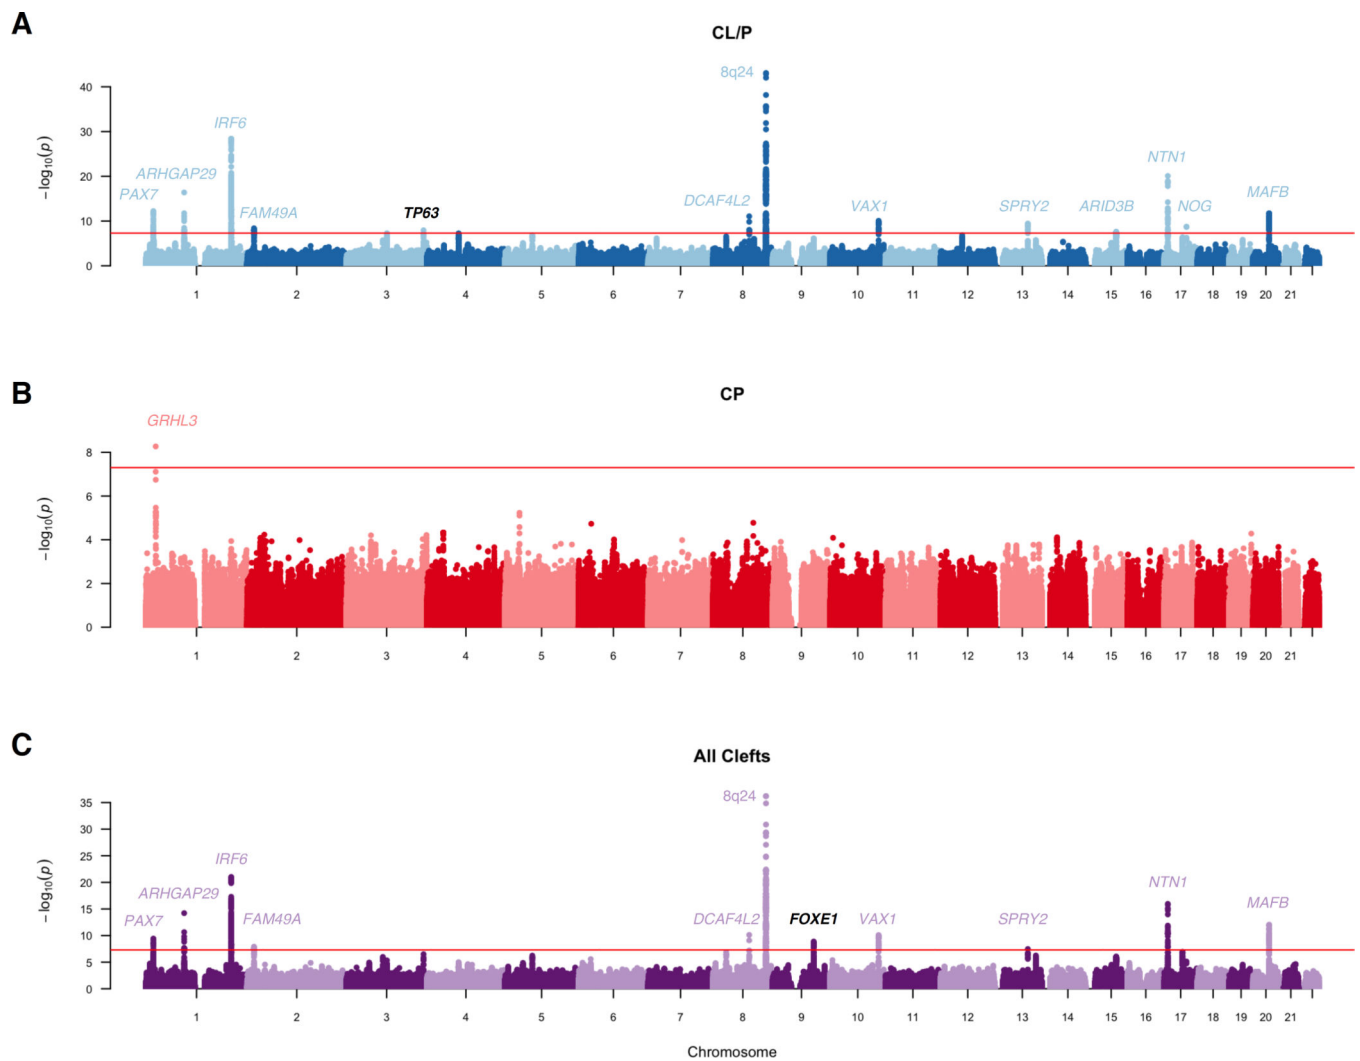 A
CL/P
8q24
40
IRF6
30
NTN1
ARHGAP29
20
PAX7
FAM49A
TP63
DCAF4L2
VAX1
SPRY2
ARID3B
NOG
MAFB
10
0
−log10(p)
1 2 3 4 5 6 7 8 9 10 11 12 13 14 15 16 17 18 19 20 21
B
CP
GRHL3
8
6
4
2
0
−log10(p)
1 2 3 4 5 6 7 8 9 10 11 12 13 14 15 16 17 18 19 20 21
C
All Clefts
8q24
35
30
25
IRF6
20
ARHGAP29
NTN1
15
PAX7
FAM49A
DCAF4L2
FOXE1
VAX1
SPRY2
MAFB
10
5
0
−log10(p)
1 2 3 4 5 6 7 8 9 10 11 12 13 14 15 16 17 18 19 20 21
Chromosome